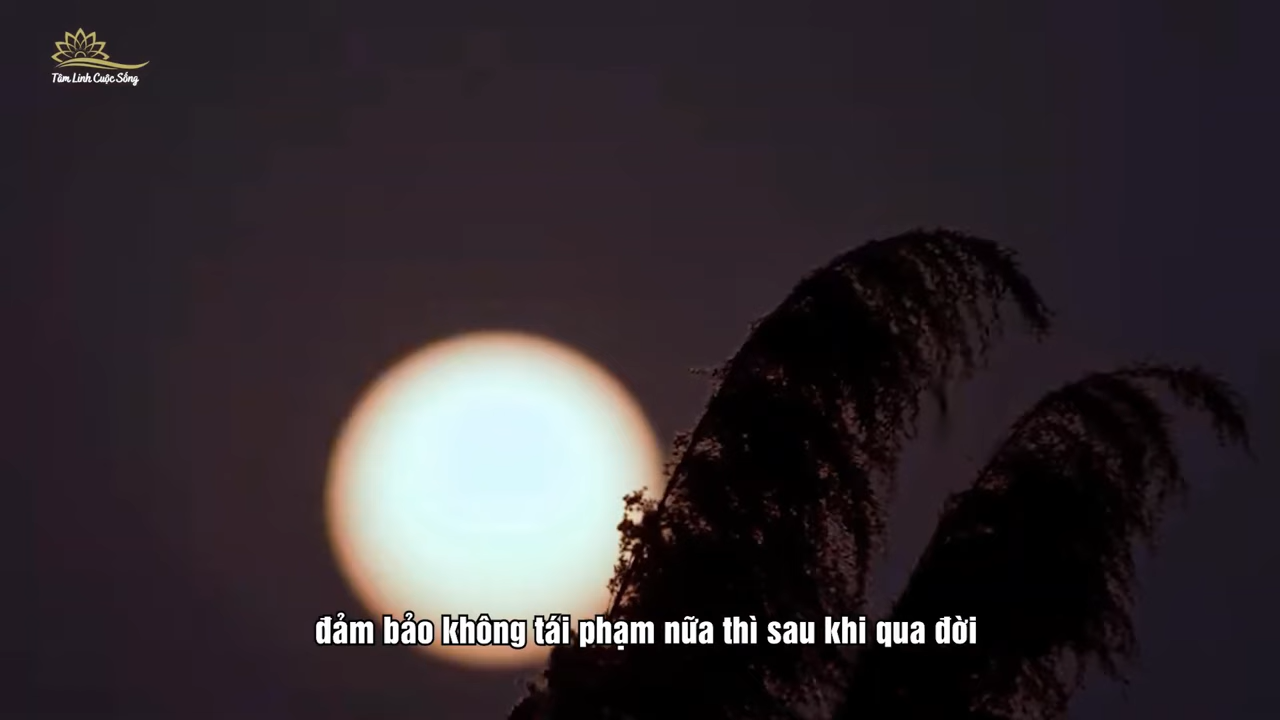 Tâm Linh Cuộc Sống
đảm bảo không tái phạm nữa thì sau khi qua đời